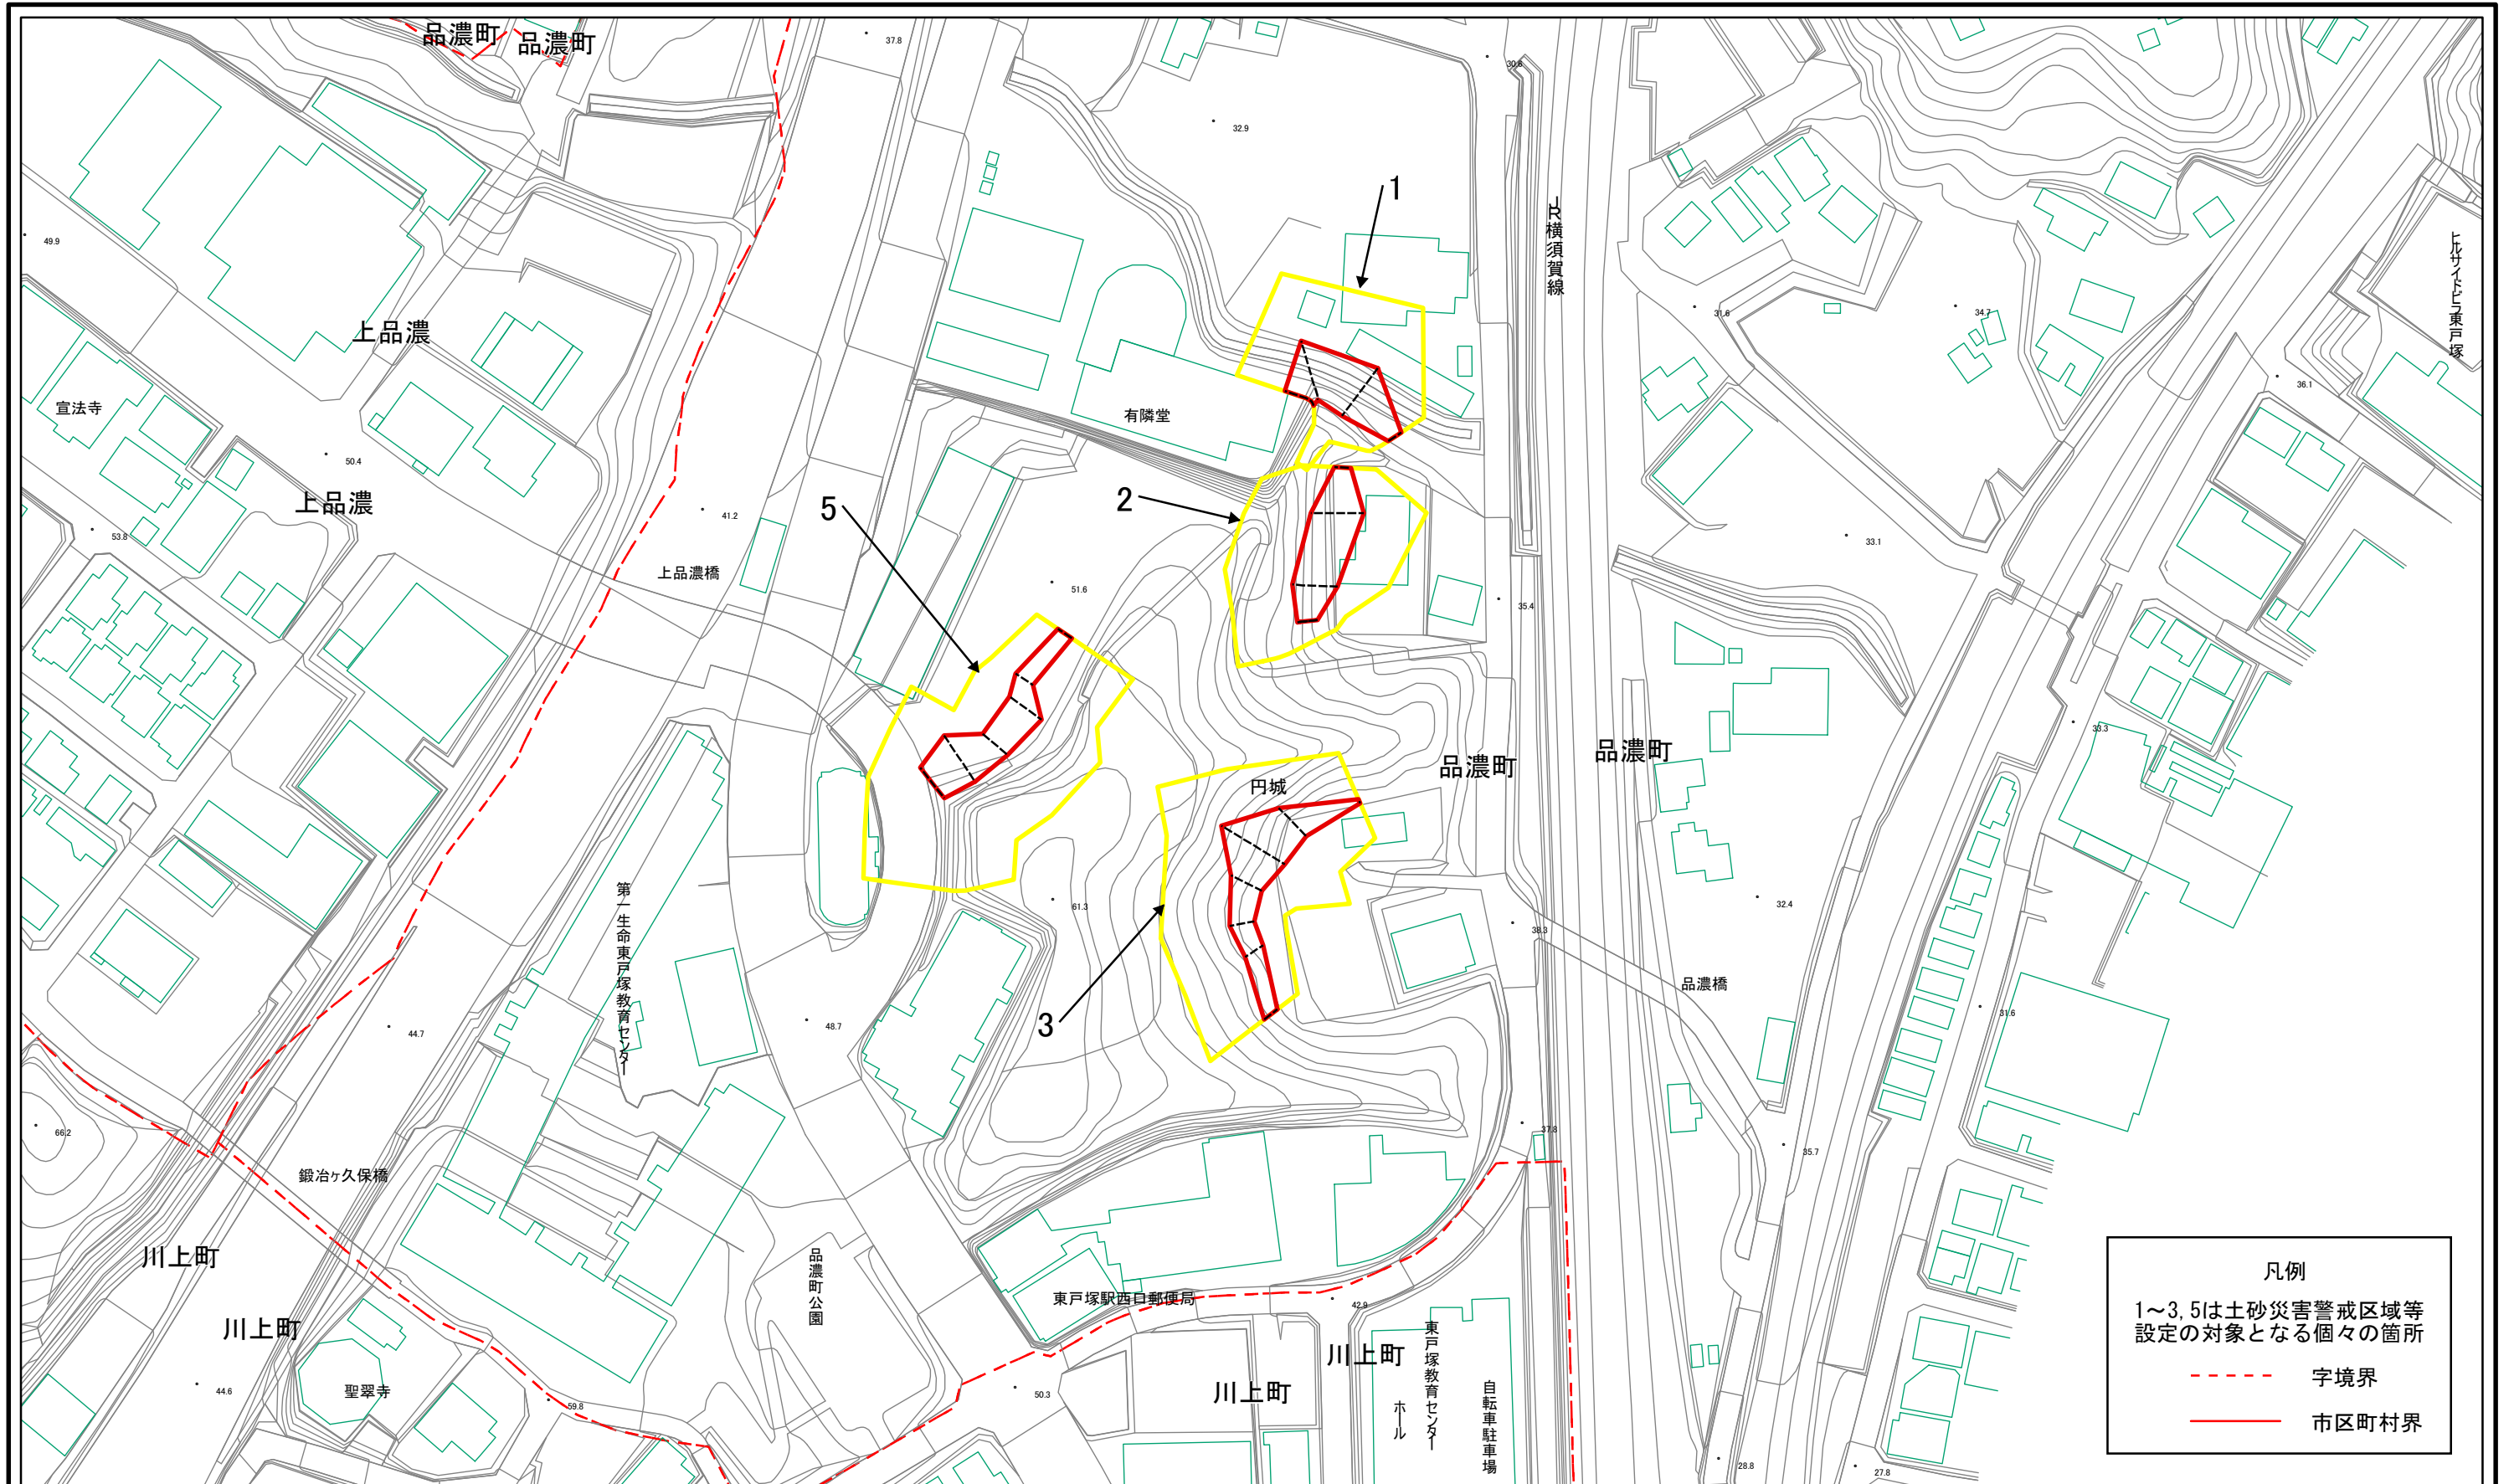 品濃町
品濃町
37.8
30.8
32.9
1
JR横須賀線
49.9
上品濃
31.6
34.7
ヒルサイドビラ東戸塚
36.1
宣法寺
有隣堂
50.4
上品濃
2
5
41.2
53.8
33.1
上品濃橋
51.6
35.4
33.3
品濃町
品濃町
円城
第一生命東戸塚教育センター
61.3
32.4
38.3
品濃橋
3
48.7
44.7
31.6
66.2
37.8
35.7
鍛冶ヶ久保橋
川上町
品濃町公園
東戸塚駅西口郵便局
42.9
川上町
川上町
東戸塚教育センター
ホール
自転車駐車場
44.6
聖翠寺
59.8
50.3
川上町
28.8
27.8
凡例
1～3,5は土砂災害警戒区域等
設定の対象となる個々の箇所
字境界
市区町村界